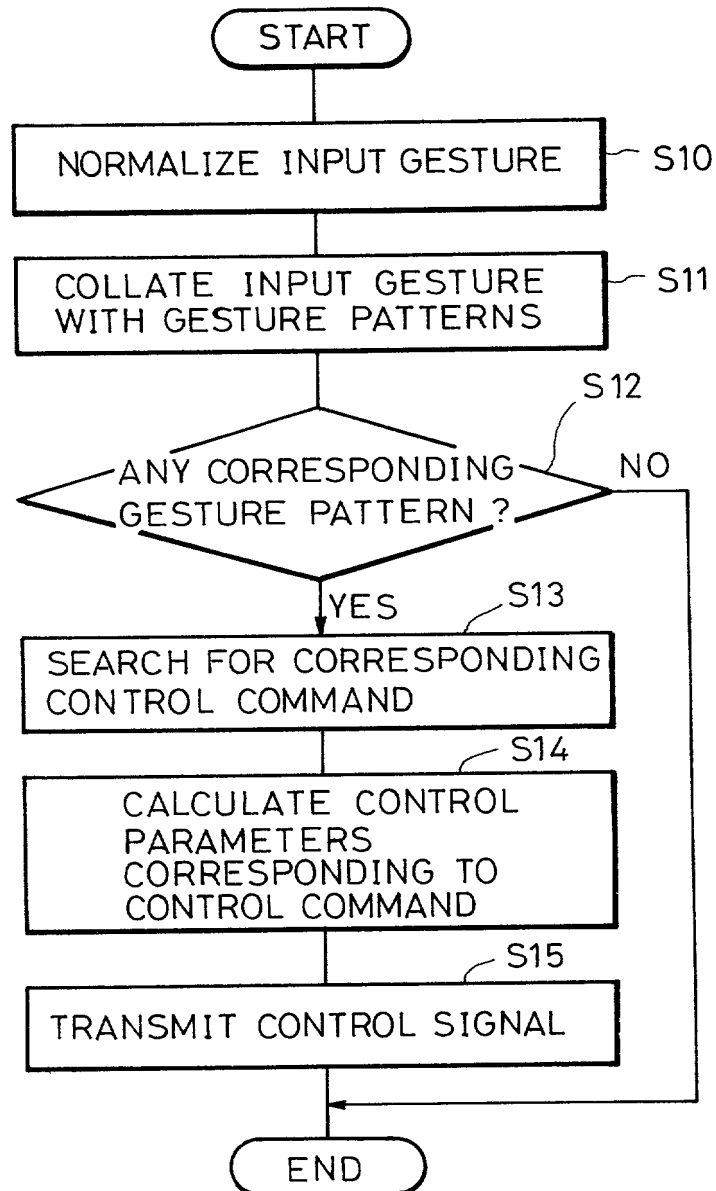 START
NORMALIZE INPUT GESTURE
S10
COLLATE INPUT GESTURE
WITH GESTURE PATTERNS
S11
S12
ANY CORRESPONDING
GESTURE PATTERN ?
NO
YES
S13
SEARCH FOR CORRESPONDING
CONTROL COMMAND
S14
CALCULATE CONTROL
PARAMETERS
CORRESPONDING TO
CONTROL COMMAND
S15
TRANSMIT CONTROL SIGNAL
END